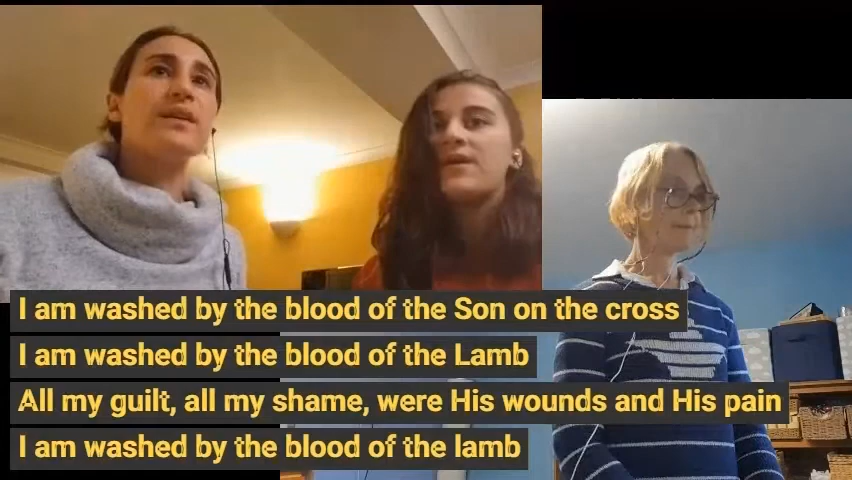 I am washed by the blood of the Son on the cross
I am washed by the blood of the Lamb
All my guilt, all my shame, were His wounds and His pain
I am washed by the blood of the lamb